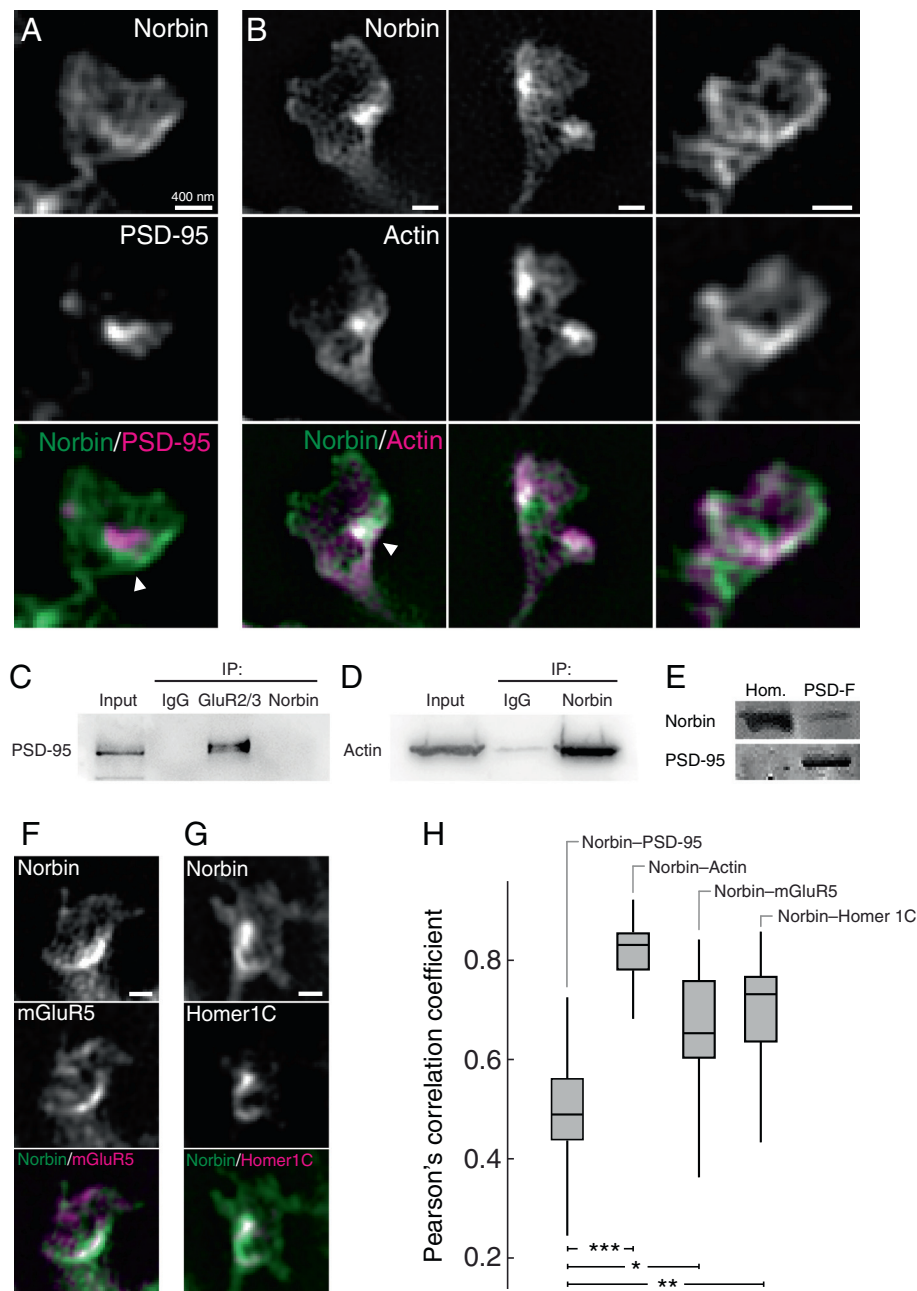 A
Norbin
400 nm
PSD-95
Norbin/PSD-95
B
Norbin
Actin
Norbin/Actin
C
IP:
Input IgG GluR2/3 Norbin
PSD-95
D
IP:
Input IgG Norbin
Actin
E
Hom. PSD-F
Norbin
PSD-95
F
Norbin
mGluR5
Norbin/mGluR5
G
Norbin
Homer1C
Norbin/Homer1C
H
Norbin–PSD-95
Norbin–Actin
Norbin–mGluR5
Norbin–Homer 1C
Pearson's correlation coefficient
0.8
0.6
0.4
0.2
***
*
**